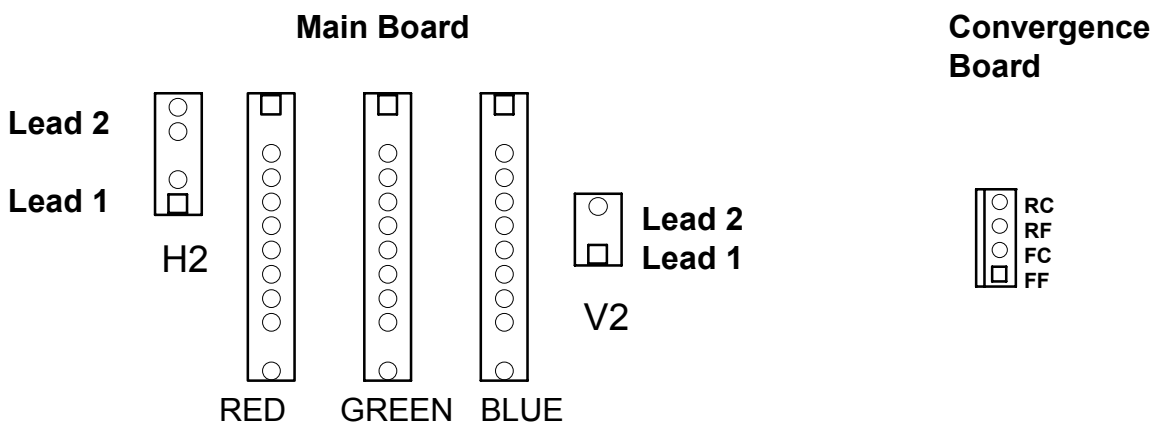 Main Board
Convergence
Board
Lead 2
Lead 1
H2
RED
GREEN
BLUE
Lead 2
Lead 1
V2
RC
RF
FC
FF